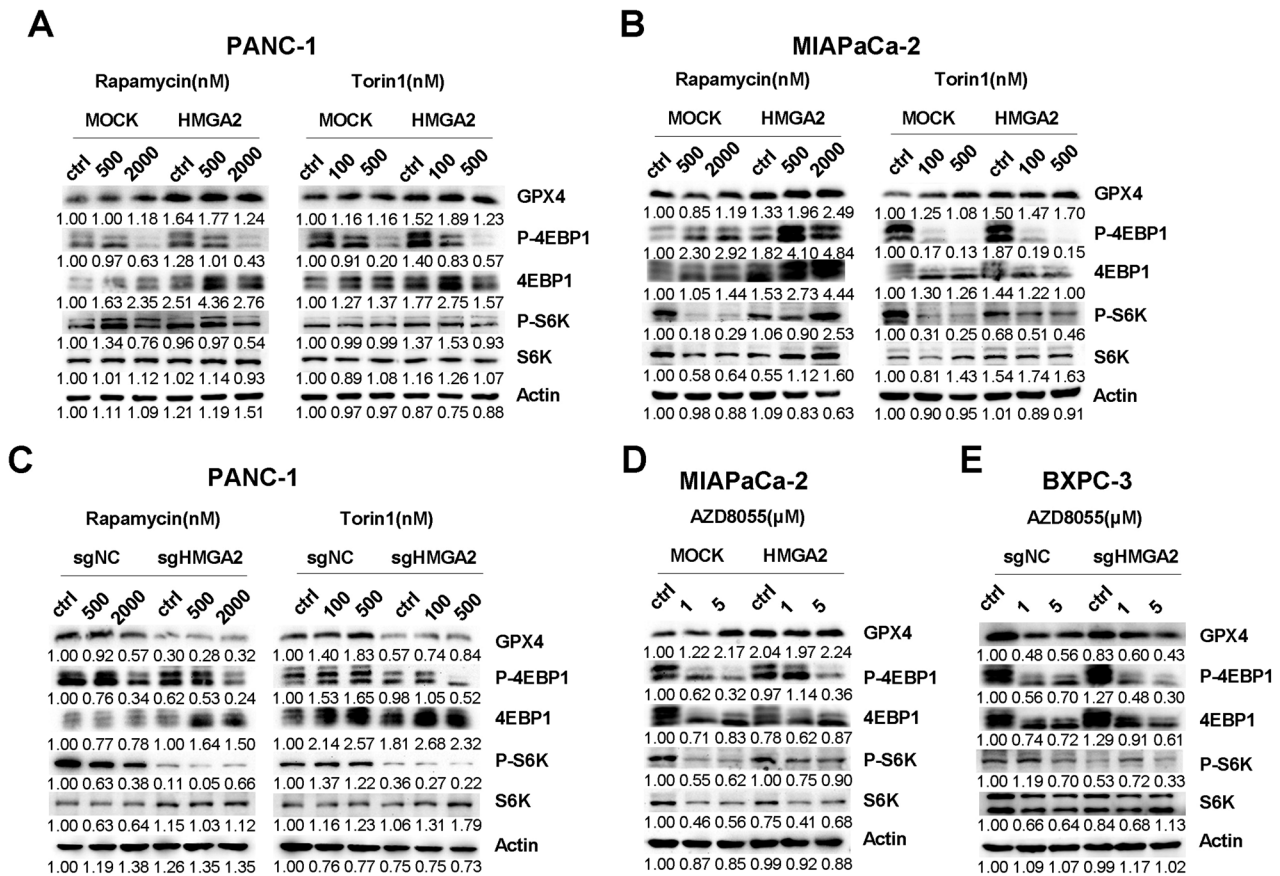 A
PANC-1
Rapamycin(nM)
Torin1(nM)
MOCK HMGA2
MOCK HMGA2
ctrl 500 2000 ctrl 500 2000
ctrl 100 500 ctrl 100 500
GPX4
1.00 1.00 1.18 1.64 1.77 1.24
1.00 1.16 1.16 1.52 1.89 1.23
P-4EBP1
1.00 0.97 0.63 1.28 1.01 0.43
1.00 0.91 0.20 1.40 0.83 0.57
4EBP1
1.00 1.63 2.35 2.51 4.36 2.76
1.00 1.27 1.37 1.77 2.75 1.57
P-S6K
1.00 1.34 0.76 0.96 0.97 0.54
1.00 0.99 0.99 1.37 1.53 0.93
S6K
1.00 1.01 1.12 1.02 1.14 0.93
1.00 0.89 1.08 1.16 1.26 1.07
Actin
1.00 1.11 1.09 1.21 1.19 1.51
1.00 0.97 0.97 0.87 0.75 0.88
B
MIAPaCa-2
Rapamycin(nM)
Torin1(nM)
MOCK HMGA2
MOCK HMGA2
ctrl 500 2000 ctrl 500 2000
ctrl 100 500 ctrl 100 500
GPX4
1.00 0.85 1.19 1.33 1.96 2.49
1.00 1.25 1.08 1.50 1.47 1.70
P-4EBP1
1.00 2.30 2.92 1.82 4.10 4.84
1.00 0.17 0.13 1.87 0.19 0.15
4EBP1
1.00 1.05 1.44 1.53 2.73 4.44
1.00 1.30 1.26 1.44 1.22 1.00
P-S6K
1.00 0.18 0.29 1.06 0.90 2.53
1.00 0.31 0.25 0.68 0.51 0.46
S6K
1.00 0.58 0.64 0.55 1.12 1.60
1.00 0.81 1.43 1.54 1.74 1.63
Actin
1.00 0.98 0.88 1.09 0.83 0.63
1.00 0.90 0.95 1.01 0.89 0.91
C
PANC-1
Rapamycin(nM)
Torin1(nM)
sgNC sgHMGA2
sgNC sgHMGA2
ctrl 500 2000 ctrl 500 2000
ctrl 100 500 ctrl 100 500
GPX4
1.00 0.92 0.57 0.30 0.28 0.32
1.00 1.40 1.83 0.57 0.74 0.84
P-4EBP1
1.00 0.76 0.34 0.62 0.53 0.24
1.00 1.53 1.65 0.98 1.05 0.52
4EBP1
1.00 0.77 0.78 1.00 1.64 1.50
1.00 2.14 2.57 1.81 2.68 2.32
P-S6K
1.00 0.63 0.38 0.11 0.05 0.66
1.00 1.37 1.22 0.36 0.27 0.22
S6K
1.00 0.63 0.64 1.15 1.03 1.12
1.00 1.16 1.23 1.06 1.31 1.79
Actin
1.00 1.19 1.38 1.26 1.35 1.35
1.00 0.76 0.77 0.75 0.75 0.73
D
MIAPaCa-2
AZD8055(μM)
MOCK HMGA2
ctrl 1 5 ctrl 1 5
GPX4
1.00 1.22 2.17 2.04 1.97 2.24
P-4EBP1
1.00 0.62 0.32 0.97 1.14 0.36
4EBP1
1.00 0.71 0.83 0.78 0.62 0.87
P-S6K
1.00 0.55 0.62 1.00 0.75 0.90
S6K
1.00 0.46 0.56 0.75 0.41 0.68
Actin
1.00 0.87 0.85 0.99 0.92 0.88
E
BXPC-3
AZD8055(μM)
sgNC sgHMGA2
ctrl 1 5 ctrl 1 5
GPX4
1.00 0.48 0.56 0.83 0.60 0.43
P-4EBP1
1.00 0.56 0.70 1.27 0.48 0.30
4EBP1
1.00 0.74 0.72 1.29 0.91 0.61
P-S6K
1.00 1.19 0.70 0.53 0.72 0.33
S6K
1.00 0.66 0.64 0.84 0.68 1.13
Actin
1.00 1.09 1.07 0.99 1.17 1.02